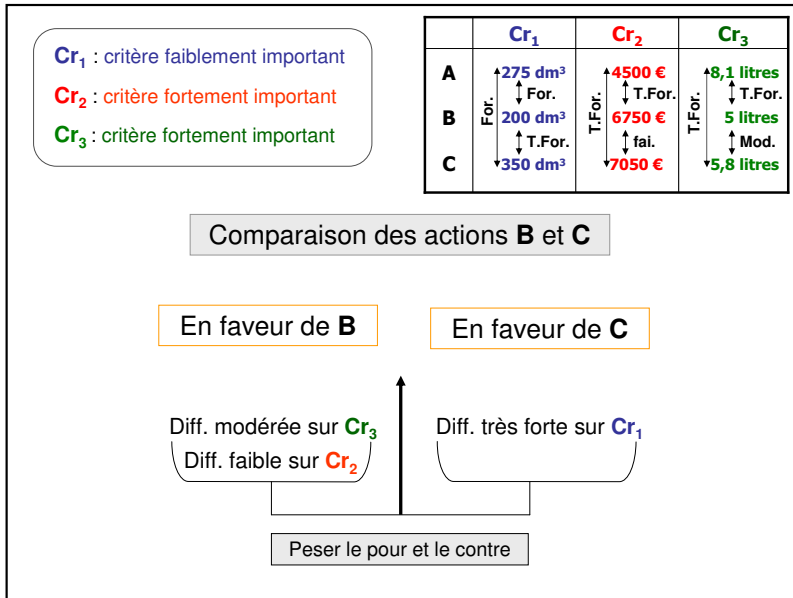 Cr1 : critère faiblement important
Cr2 : critère fortement important
Cr3 : critère fortement important
Cr1 Cr2 Cr3
A 275 dm³ 4500 € 8,1 litres
For. T.For. T.For.
For. T.For. T.For.
B 200 dm³ 6750 € 5 litres
T.For. fai. Mod.
C 350 dm³ 7050 € 5,8 litres
Comparaison des actions B et C
En faveur de B
En faveur de C
Diff. modérée sur Cr3
Diff. faible sur Cr2
Diff. très forte sur Cr1
Peser le pour et le contre